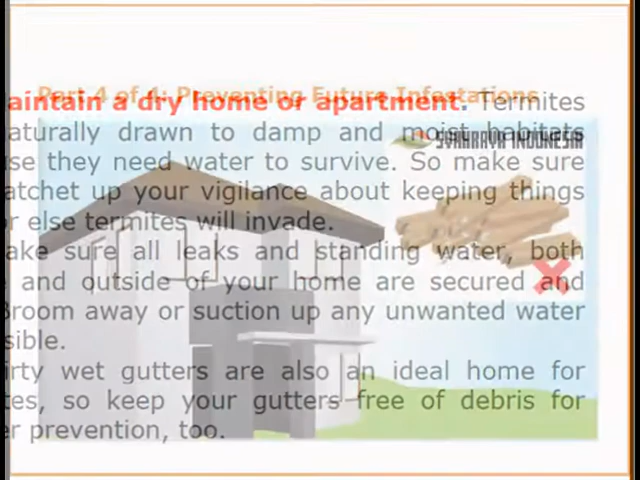 Part 4 of 4: Preventing Future Infestations
aintain a dry home or apartment. Termites
aturally drawn to damp and moist habitats
SVAHRAYA INDONESIA
se they need water to survive. So make sure
atchet up your vigilance about keeping things
r else termites will invade.
ake sure all leaks and standing water, both
e and outside of your home are secured and
Broom away or suction up any unwanted water
sible.
irty wet gutters are also an ideal home for
tes, so keep your gutters free of debris for
er prevention, too.